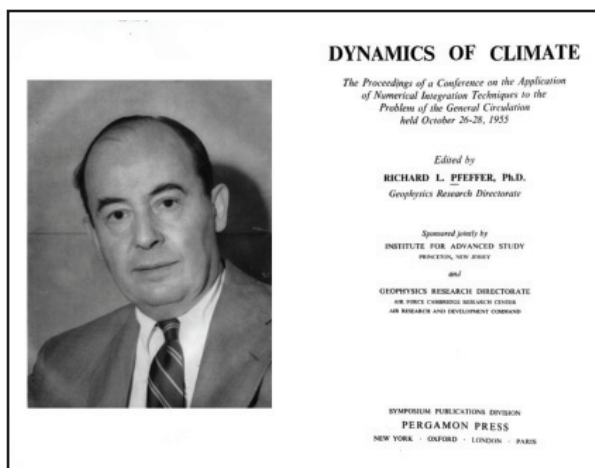 DYNAMICS OF CLIMATE
The Proceedings of a Conference on the Application
of Numerical Integration Techniques to the
Problem of the General Circulation
held October 26-28, 1955
Edited by
RICHARD L. PFEFFER, Ph.D.
Geophysics Research Directorate
Sponsored jointly by
INSTITUTE FOR ADVANCED STUDY
PRINCETON, NEW JERSEY
and
GEOPHYSICS RESEARCH DIRECTORATE
AIR FORCE CAMBRIDGE RESEARCH CENTER
AIR RESEARCH AND DEVELOPMENT COMMAND
SYMPOSIUM PUBLICATIONS DIVISION
PERGAMON PRESS
NEW YORK · OXFORD · LONDON · PARIS